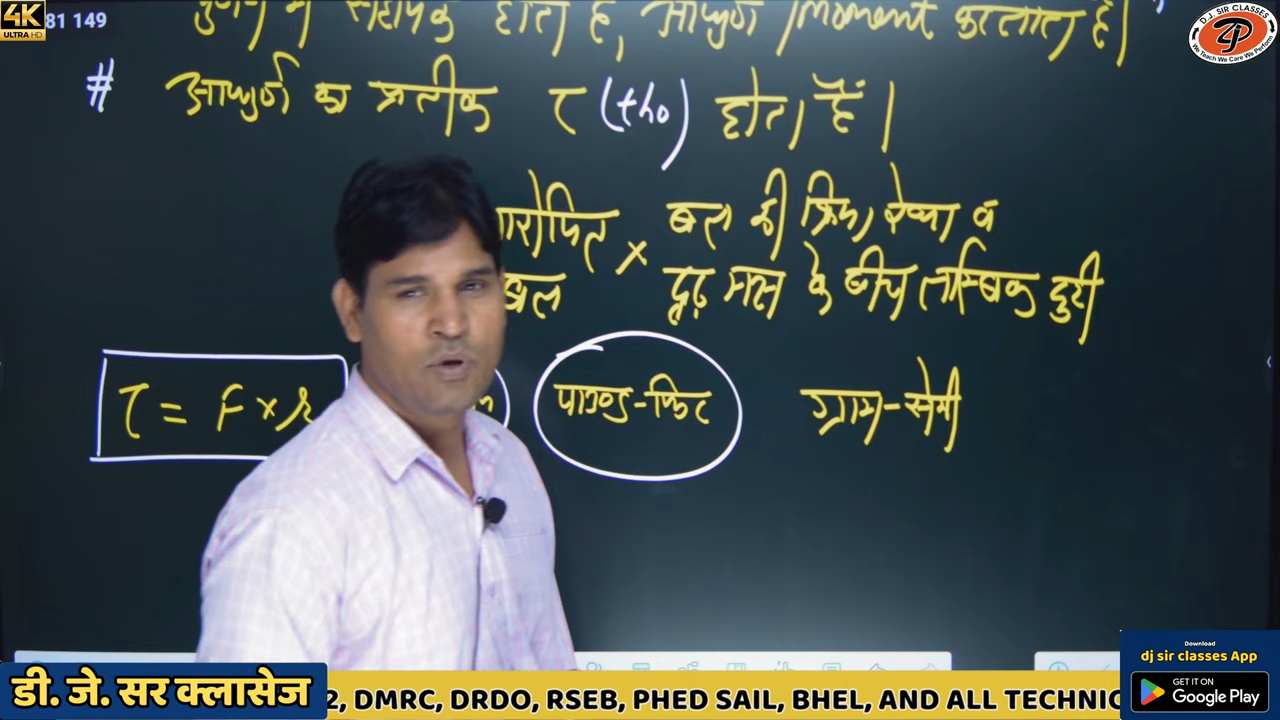 4K
ULTRA HD
81 149
D.J. SIR CLASSES
We Teach We Care We Perform
में सहायक होता है, आघूर्ण / Moment कहलाता है।
# आघूर्ण का प्रतीक τ (tho) होता है।
बल की क्रिया रेखा व
बल × दृढ़ अक्ष के बीच लम्बिक दुरी
τ = F × r
पाउण्ड-फिट
ग्राम-सेमी
डी. जे. सर क्लासेज
2, DMRC, DRDO, RSEB, PHED SAIL, BHEL, AND ALL TECHNIC
Download
dj sir classes App
GET IT ON
Google Play